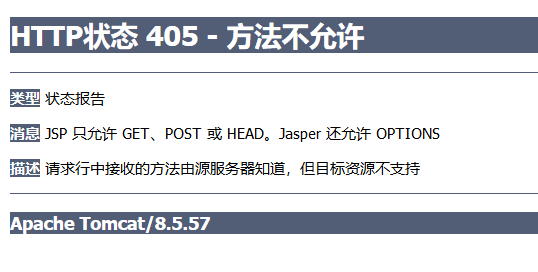 HTTP状态 405 - 方法不允许
类型 状态报告
消息 JSP 只允许 GET、POST 或 HEAD。Jasper 还允许 OPTIONS
描述 请求行中接收的方法由源服务器知道，但目标资源不支持
Apache Tomcat/8.5.57